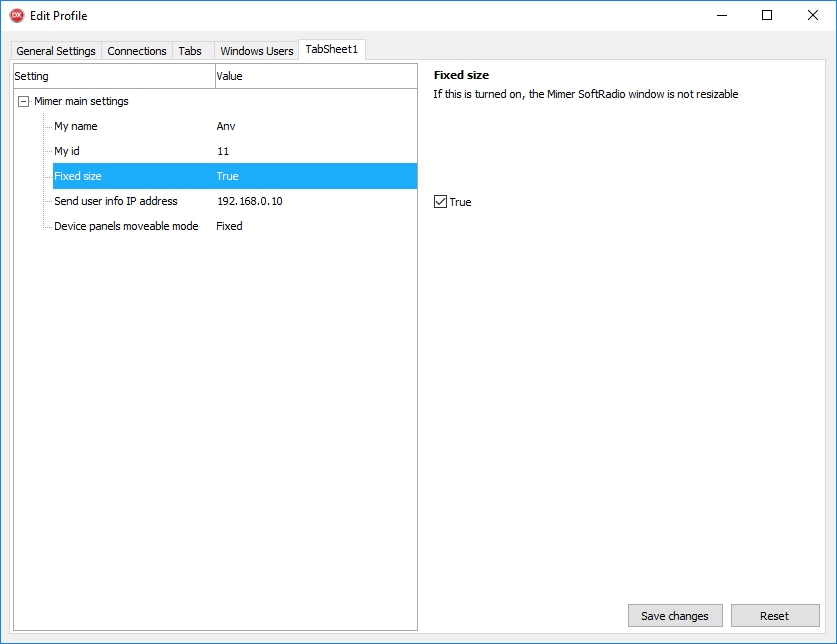 DX Edit Profile
General Settings Connections Tabs Windows Users TabSheet1
Setting Value
Mimer main settings
My name Anv
My id 11
Fixed size True
Send user info IP address 192.168.0.10
Device panels moveable mode Fixed
Fixed size
If this is turned on, the Mimer SoftRadio window is not resizable
True
Save changes Reset